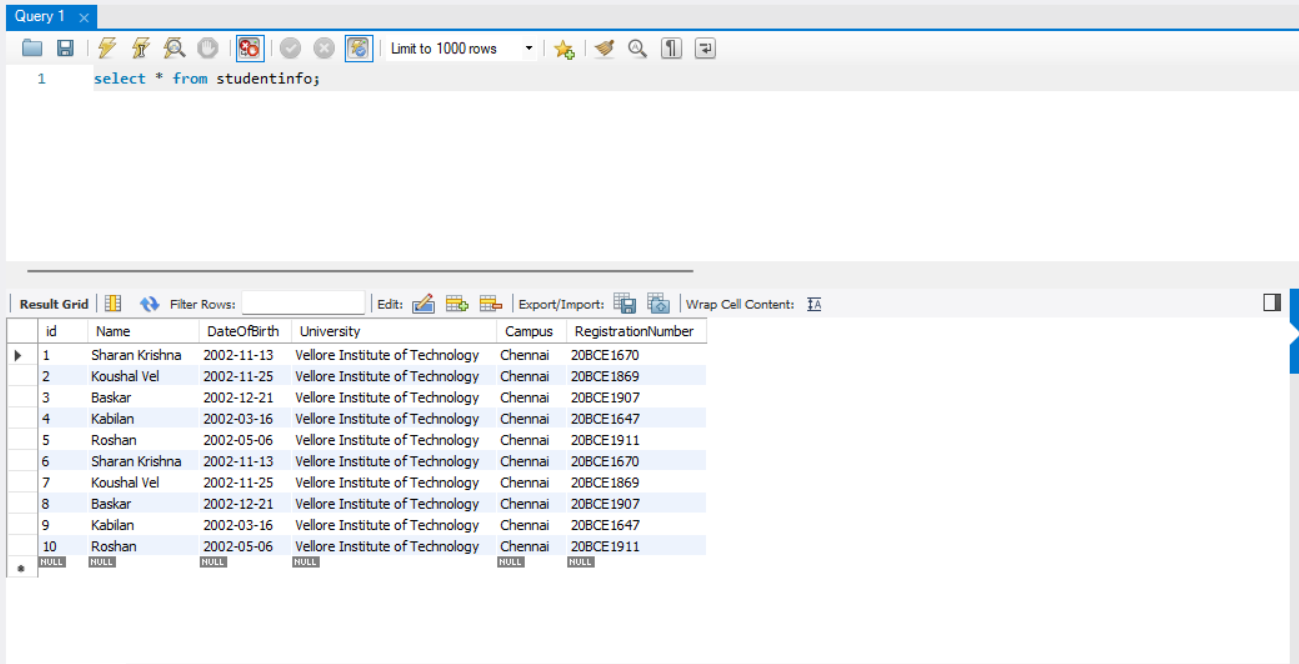 Query 1
Limit to 1000 rows
1 select * from studentinfo;
Result Grid Filter Rows: Edit: Export/Import: Wrap Cell Content:
id Name DateOfBirth University Campus RegistrationNumber
1 Sharan Krishna 2002-11-13 Vellore Institute of Technology Chennai 20BCE1670
2 Koushal Vel 2002-11-25 Vellore Institute of Technology Chennai 20BCE1869
3 Baskar 2002-12-21 Vellore Institute of Technology Chennai 20BCE1907
4 Kabilan 2002-03-16 Vellore Institute of Technology Chennai 20BCE1647
5 Roshan 2002-05-06 Vellore Institute of Technology Chennai 20BCE1911
6 Sharan Krishna 2002-11-13 Vellore Institute of Technology Chennai 20BCE1670
7 Koushal Vel 2002-11-25 Vellore Institute of Technology Chennai 20BCE1869
8 Baskar 2002-12-21 Vellore Institute of Technology Chennai 20BCE1907
9 Kabilan 2002-03-16 Vellore Institute of Technology Chennai 20BCE1647
10 Roshan 2002-05-06 Vellore Institute of Technology Chennai 20BCE1911
NULL NULL NULL NULL NULL NULL